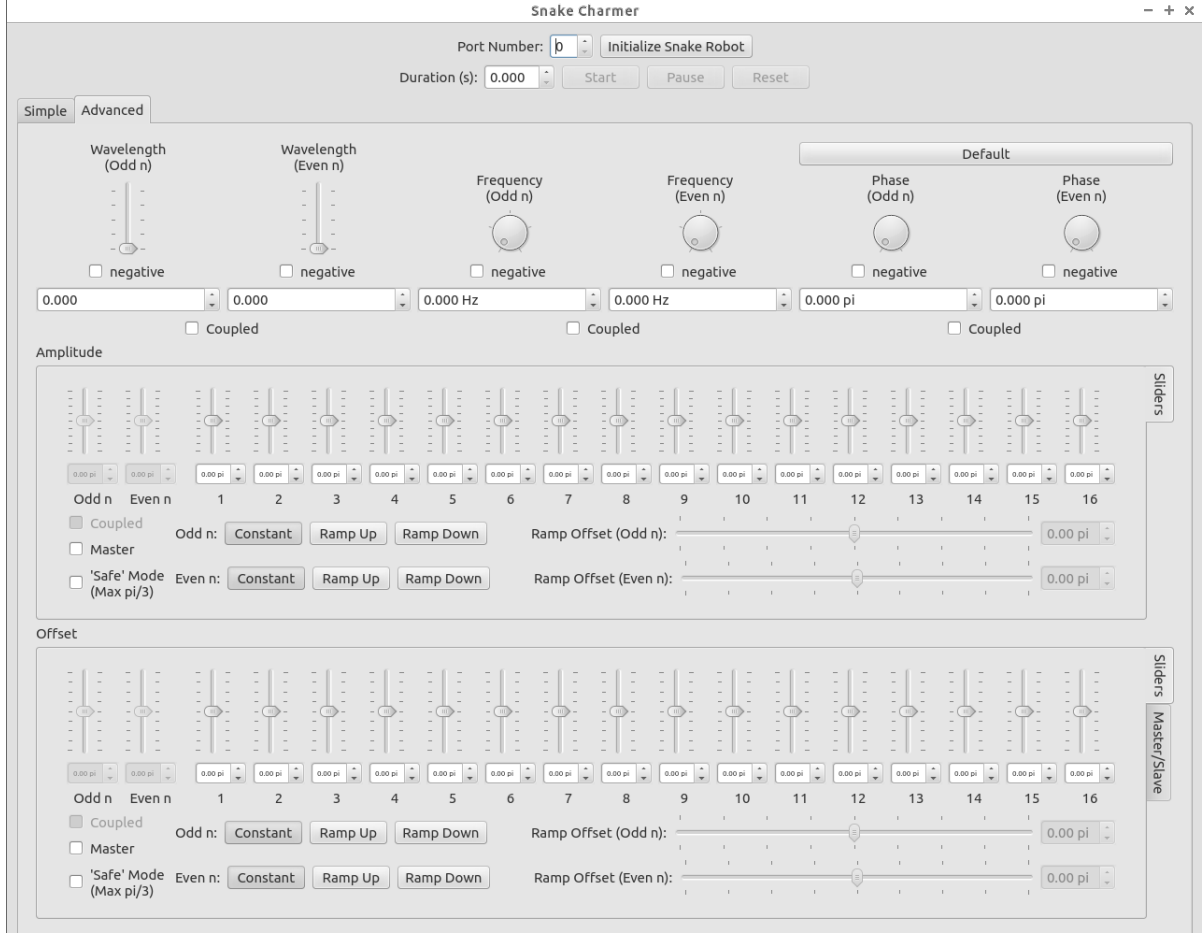 Snake Charmer
Port Number: 0 Initialize Snake Robot
Duration (s): 0.000 Start Pause Reset
Simple Advanced
Wavelength (Odd n)
Wavelength (Even n)
Default
Frequency (Odd n)
Frequency (Even n)
Phase (Odd n)
Phase (Even n)
negative negative negative negative negative negative
0.000 0.000 0.000 Hz 0.000 Hz 0.000 pi 0.000 pi
Coupled Coupled Coupled
Amplitude
Sliders
0.00 pi 0.00 pi 0.00 pi 0.00 pi 0.00 pi 0.00 pi 0.00 pi 0.00 pi 0.00 pi 0.00 pi 0.00 pi 0.00 pi 0.00 pi 0.00 pi 0.00 pi 0.00 pi 0.00 pi 0.00 pi
Odd n Even n 1 2 3 4 5 6 7 8 9 10 11 12 13 14 15 16
Coupled
Master
Odd n: Constant Ramp Up Ramp Down Ramp Offset (Odd n): 0.00 pi
'Safe' Mode
(Max pi/3)
Even n: Constant Ramp Up Ramp Down Ramp Offset (Even n): 0.00 pi
Offset
Sliders
Master/Slave
0.00 pi 0.00 pi 0.00 pi 0.00 pi 0.00 pi 0.00 pi 0.00 pi 0.00 pi 0.00 pi 0.00 pi 0.00 pi 0.00 pi 0.00 pi 0.00 pi 0.00 pi 0.00 pi 0.00 pi 0.00 pi
Odd n Even n 1 2 3 4 5 6 7 8 9 10 11 12 13 14 15 16
Coupled
Master
Odd n: Constant Ramp Up Ramp Down Ramp Offset (Odd n): 0.00 pi
'Safe' Mode
(Max pi/3)
Even n: Constant Ramp Up Ramp Down Ramp Offset (Even n): 0.00 pi